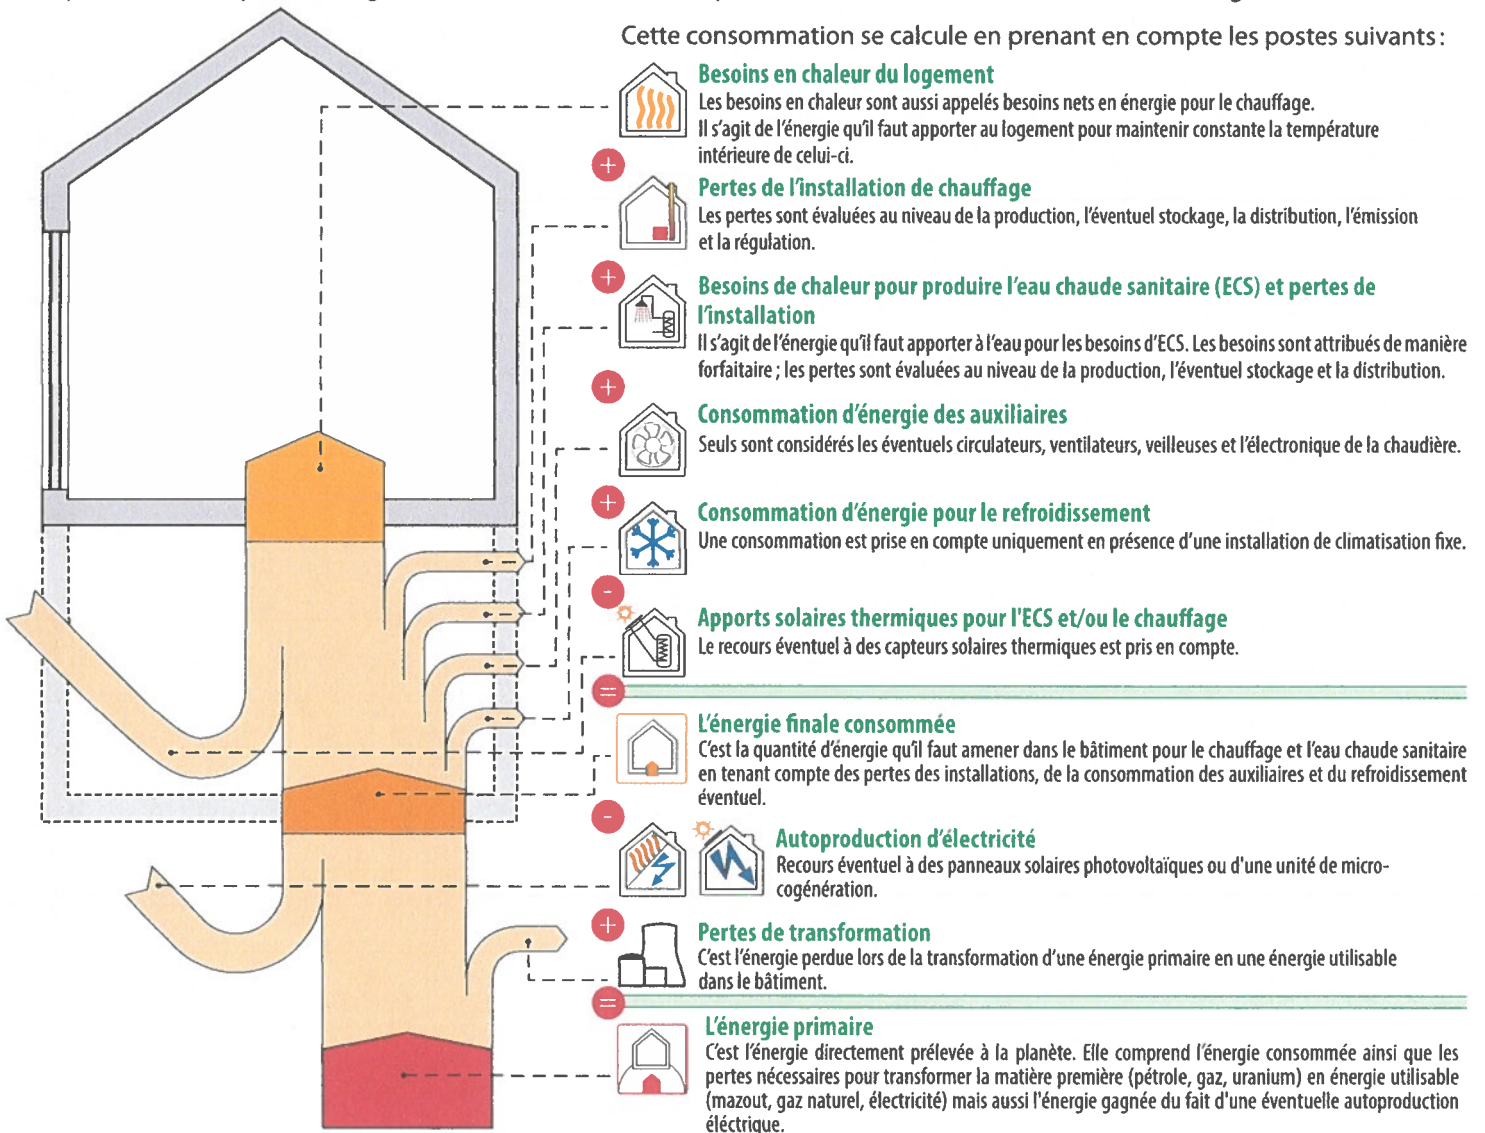 Cette consommation se calcule en prenant en compte les postes suivants :
Besoins en chaleur du logement
Les besoins en chaleur sont aussi appelés besoins nets en énergie pour le chauffage.
Il s'agit de l'énergie qu'il faut apporter au logement pour maintenir constante la température
intérieure de celui-ci.
+
Pertes de l'installation de chauffage
Les pertes sont évaluées au niveau de la production, l'éventuel stockage, la distribution, l'émission
et la régulation.
+
Besoins de chaleur pour produire l'eau chaude sanitaire (ECS) et pertes de
l'installation
Il s'agit de l'énergie qu'il faut apporter à l'eau pour les besoins d'ECS. Les besoins sont attribués de manière
forfaitaire ; les pertes sont évaluées au niveau de la production, l'éventuel stockage et la distribution.
+
Consommation d'énergie des auxiliaires
Seuls sont considérés les éventuels circulateurs, ventilateurs, veilleuses et l'électronique de la chaudière.
+
Consommation d'énergie pour le refroidissement
Une consommation est prise en compte uniquement en présence d'une installation de climatisation fixe.
-
Apports solaires thermiques pour l'ECS et/ou le chauffage
Le recours éventuel à des capteurs solaires thermiques est pris en compte.
=
L'énergie finale consommée
C'est la quantité d'énergie qu'il faut amener dans le bâtiment pour le chauffage et l'eau chaude sanitaire
en tenant compte des pertes des installations, de la consommation des auxiliaires et du refroidissement
éventuel.
-
Autoproduction d'électricité
Recours éventuel à des panneaux solaires photovoltaïques ou d'une unité de micro-
cogénération.
+
Pertes de transformation
C'est l'énergie perdue lors de la transformation d'une énergie primaire en une énergie utilisable
dans le bâtiment.
=
L'énergie primaire
C'est l'énergie directement prélevée à la planète. Elle comprend l'énergie consommée ainsi que les
pertes nécessaires pour transformer la matière première (pétrole, gaz, uranium) en énergie utilisable
(mazout, gaz naturel, électricité) mais aussi l'énergie gagnée du fait d'une éventuelle autoproduction
éléctrique.